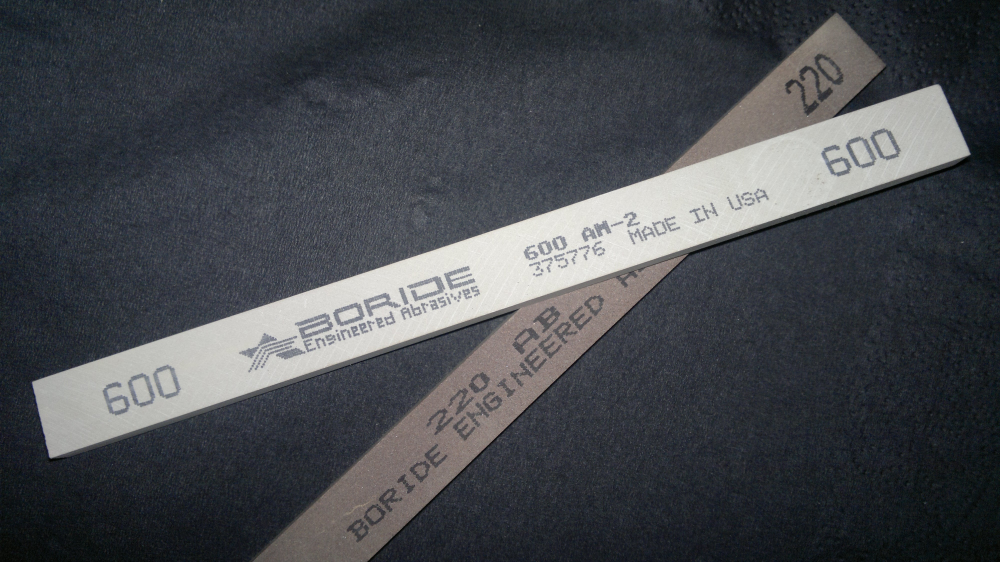 220
600
600 AM-2
375776 MADE IN USA
BORIDE
Engineered Abrasives
600
220 AB
BORIDE ENGINEERED